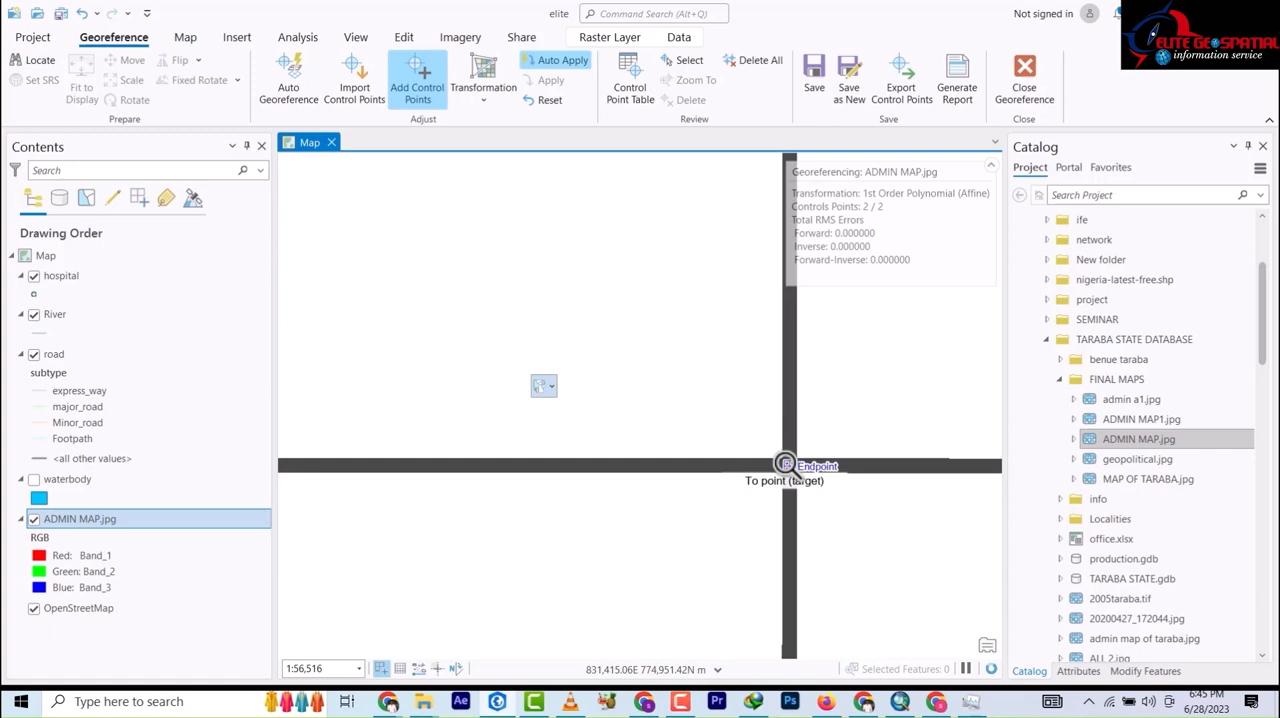 elite
Command Search (Alt+Q)
Not signed in
ELITE GEOSPATIAL
information service
Project
Georeference
Map
Insert
Analysis
View
Edit
Imagery
Share
Raster Layer
Data
Locate
Set SRS
Fit to
Display
Move
Scale
Rotate
Flip
Fixed Rotate
Prepare
Auto
Georeference
Import
Control Points
Add Control
Points
Transformation
Auto Apply
Apply
Reset
Adjust
Control
Point Table
Select
Zoom To
Delete
Delete All
Review
Save
Save
as New
Export
Control Points
Generate
Report
Save
Close
Georeference
Close
Contents
Search
Drawing Order
Map
hospital
River
road
subtype
express_way
major_road
Minor_road
Footpath
<all other values>
waterbody
ADMIN MAP.jpg
RGB
Red: Band_1
Green: Band_2
Blue: Band_3
OpenStreetMap
Map
Georeferencing: ADMIN MAP.jpg
Transformation: 1st Order Polynomial (Affine)
Controls Points: 2 / 2
Total RMS Errors
Forward: 0.000000
Inverse: 0.000000
Forward-Inverse: 0.000000
Endpoint
To point (target)
1:56,516
831,415.06E 774,951.42N m
Selected Features: 0
Catalog
Project
Portal
Favorites
Search Project
ife
network
New folder
nigeria-latest-free.shp
project
SEMINAR
TARABA STATE DATABASE
benue taraba
FINAL MAPS
admin a1.jpg
ADMIN MAP1.jpg
ADMIN MAP.jpg
geopolitical.jpg
MAP OF TARABA.jpg
info
Localities
office.xlsx
production.gdb
TARABA STATE.gdb
2005taraba.tif
20200427_172044.jpg
admin map of taraba.jpg
ALL 2.jpg
Catalog
Attributes
Modify Features
Type here to search
Ae
Pr
Ps
6:45 PM
6/28/2023